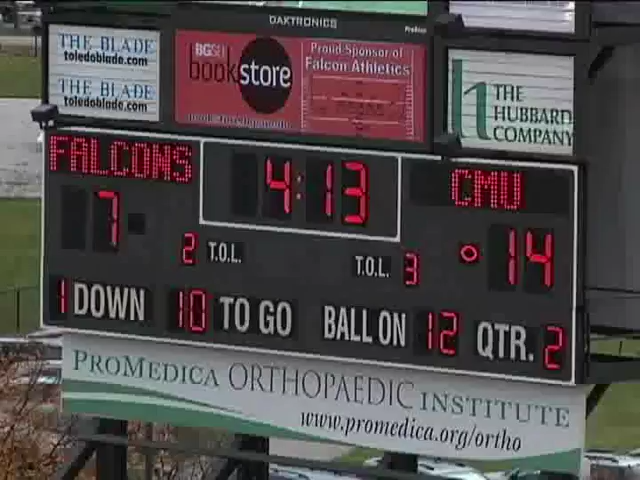 DAKTRONICS
THE BLADE
toledoblade.com
THE BLADE
toledoblade.com
BGSU
bookstore
Proud Sponsor of
Falcon Athletics
THE
HUBBARD
COMPANY
FALCONS 4:13 CMU
7 14
2 T.O.L. T.O.L. 3
1 DOWN 10 TO GO BALL ON 12 QTR. 2
PROMEDICA ORTHOPAEDIC INSTITUTE
www.promedica.org/ortho